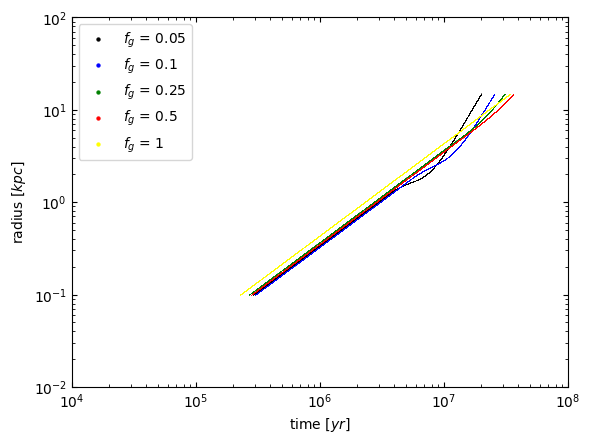 10^2
10^1
10^0
10^-1
10^-2
radius [kpc]
f_g = 0.05
f_g = 0.1
f_g = 0.25
f_g = 0.5
f_g = 1
10^4 10^5 10^6 10^7 10^8
time [yr]